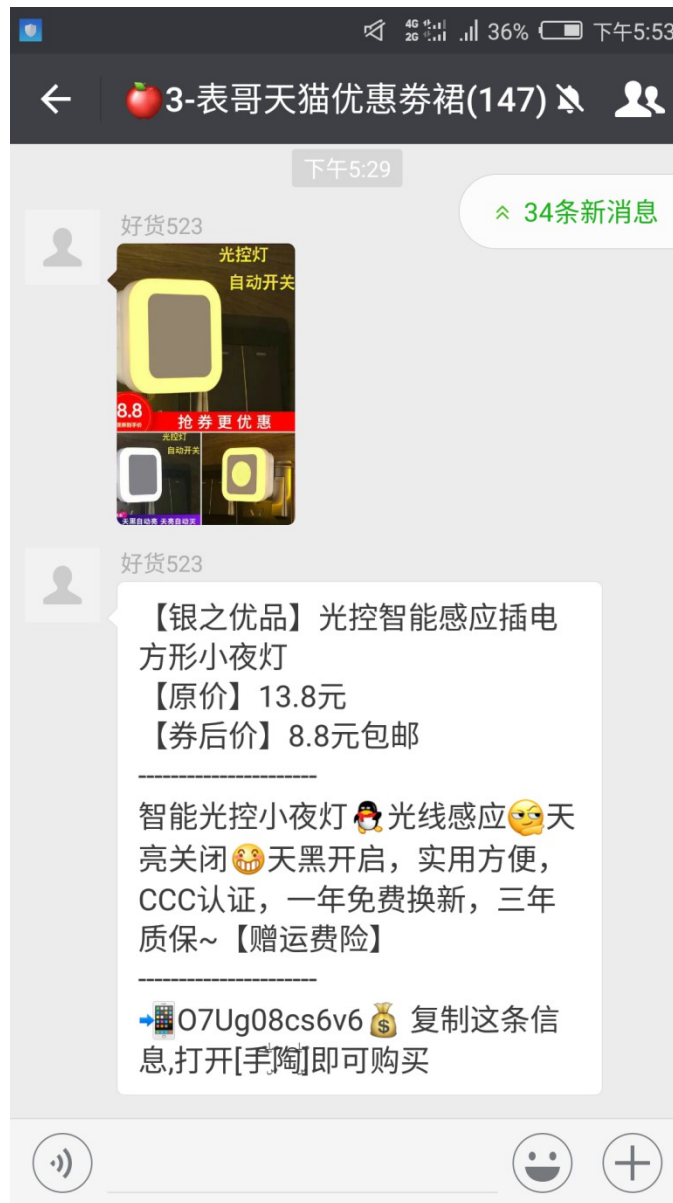 4G
2G
36%
下午5:53
🍎3-表哥天猫优惠劵裙(147)
下午5:29
34条新消息
好货523
光控灯
自动开关
8.8
抢券更优惠
光控灯
自动开关
天黑自动亮 天亮自动灭
好货523
【银之优品】光控智能感应插电
方形小夜灯
【原价】13.8元
【券后价】8.8元包邮
----------------------
智能光控小夜灯🐧光线感应🤔天
亮关闭😁天黑开启，实用方便，
CCC认证，一年免费换新，三年
质保~【赠运费险】
----------------------
📲O7Ug08cs6v6💰 复制这条信
息,打开[手陶]即可购买